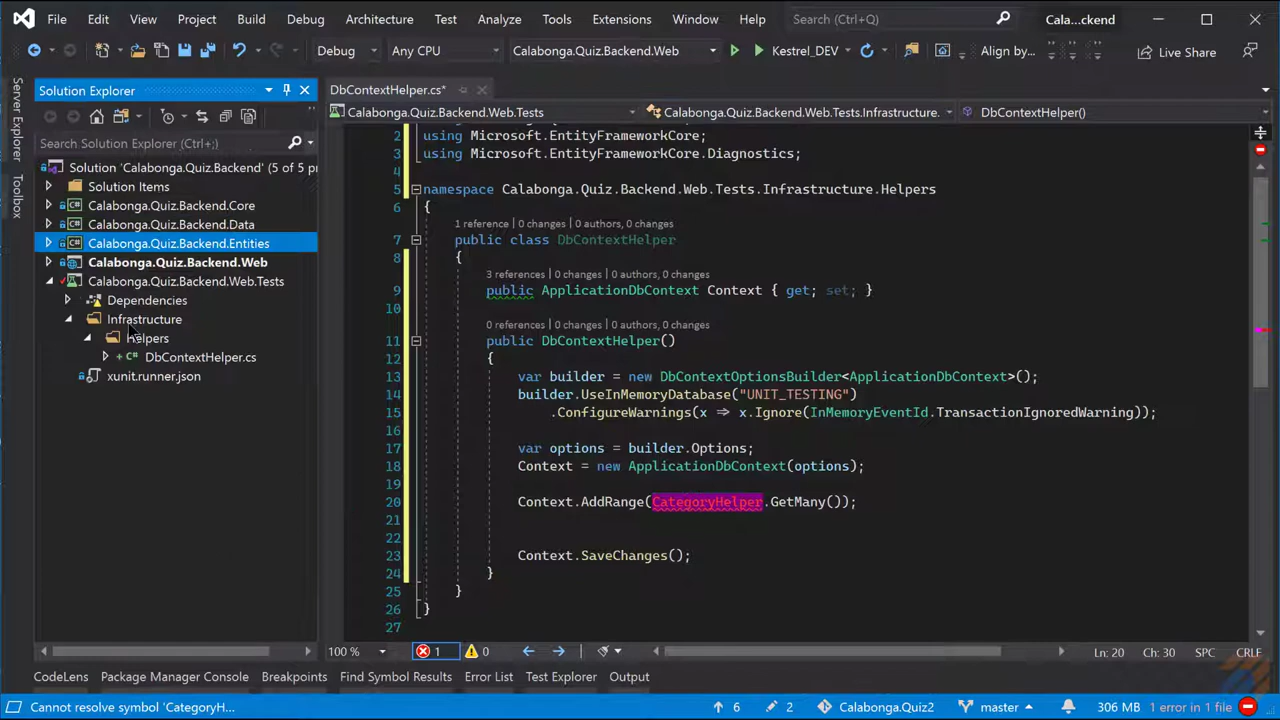 File Edit View Project Build Debug Architecture Test Analyze Tools Extensions Window Help Search (Ctrl+Q) Cala...ckend
Debug Any CPU Calabonga.Quiz.Backend.Web Kestrel_DEV Align by... Live Share
Server Explorer
Toolbox
Solution Explorer
Search Solution Explorer (Ctrl+;)
Solution 'Calabonga.Quiz.Backend' (5 of 5 p
Solution Items
Calabonga.Quiz.Backend.Core
Calabonga.Quiz.Backend.Data
Calabonga.Quiz.Backend.Entities
Calabonga.Quiz.Backend.Web
Calabonga.Quiz.Backend.Web.Tests
Dependencies
Infrastructure
Helpers
DbContextHelper.cs
xunit.runner.json
DbContextHelper.cs*
Calabonga.Quiz.Backend.Web.Tests Calabonga.Quiz.Backend.Web.Tests.Infrastructure. DbContextHelper()
2 using Microsoft.EntityFrameworkCore;
3 using Microsoft.EntityFrameworkCore.Diagnostics;
4
5 namespace Calabonga.Quiz.Backend.Web.Tests.Infrastructure.Helpers
6 {
1 reference | 0 changes | 0 authors, 0 changes
7 public class DbContextHelper
8 {
3 references | 0 changes | 0 authors, 0 changes
9 public ApplicationDbContext Context { get; set; }
10
0 references | 0 changes | 0 authors, 0 changes
11 public DbContextHelper()
12 {
13 var builder = new DbContextOptionsBuilder<ApplicationDbContext>();
14 builder.UseInMemoryDatabase("UNIT_TESTING")
15 .ConfigureWarnings(x => x.Ignore(InMemoryEventId.TransactionIgnoredWarning));
16
17 var options = builder.Options;
18 Context = new ApplicationDbContext(options);
19
20 Context.AddRange(CategoryHelper.GetMany());
21
22
23 Context.SaveChanges();
24 }
25 }
26 }
27
100 % 1 0 Ln: 20 Ch: 30 SPC CRLF
CodeLens Package Manager Console Breakpoints Find Symbol Results Error List Test Explorer Output
Cannot resolve symbol 'CategoryH... 6 2 Calabonga.Quiz2 master 306 MB 1 error in 1 file